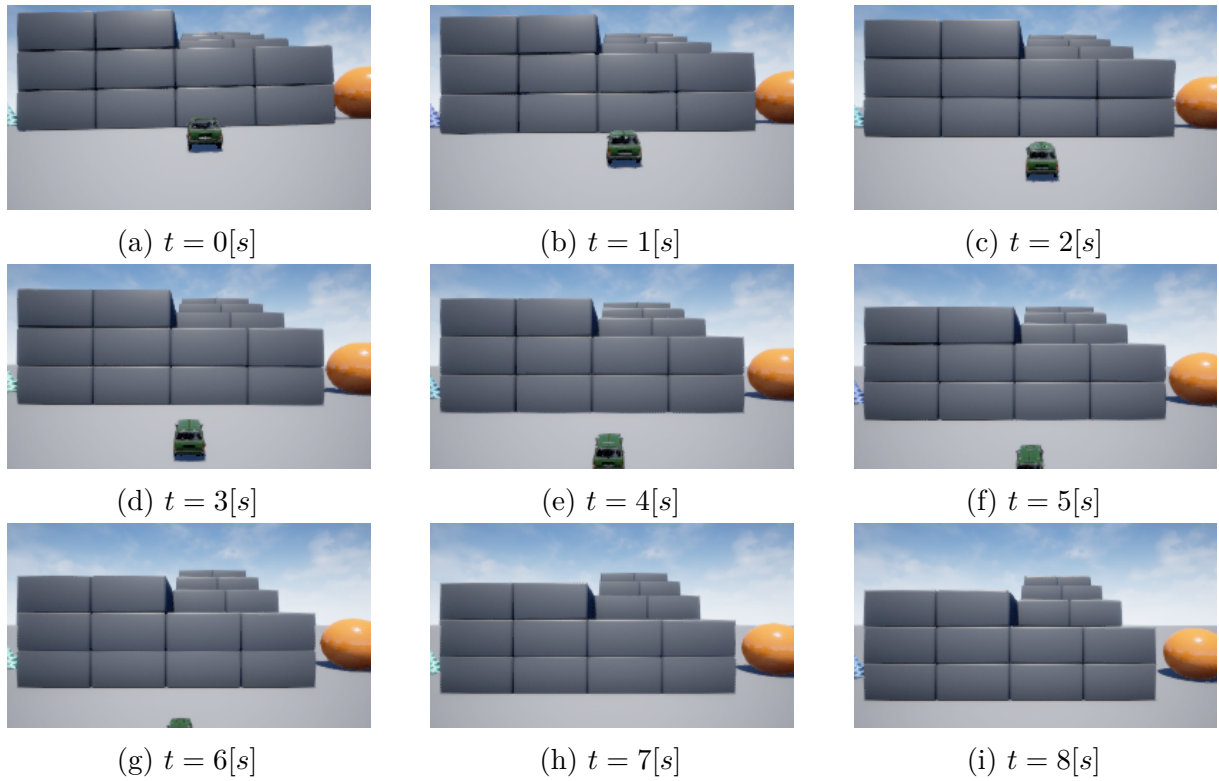 (a) t = 0[s]
(b) t = 1[s]
(c) t = 2[s]
(d) t = 3[s]
(e) t = 4[s]
(f) t = 5[s]
(g) t = 6[s]
(h) t = 7[s]
(i) t = 8[s]